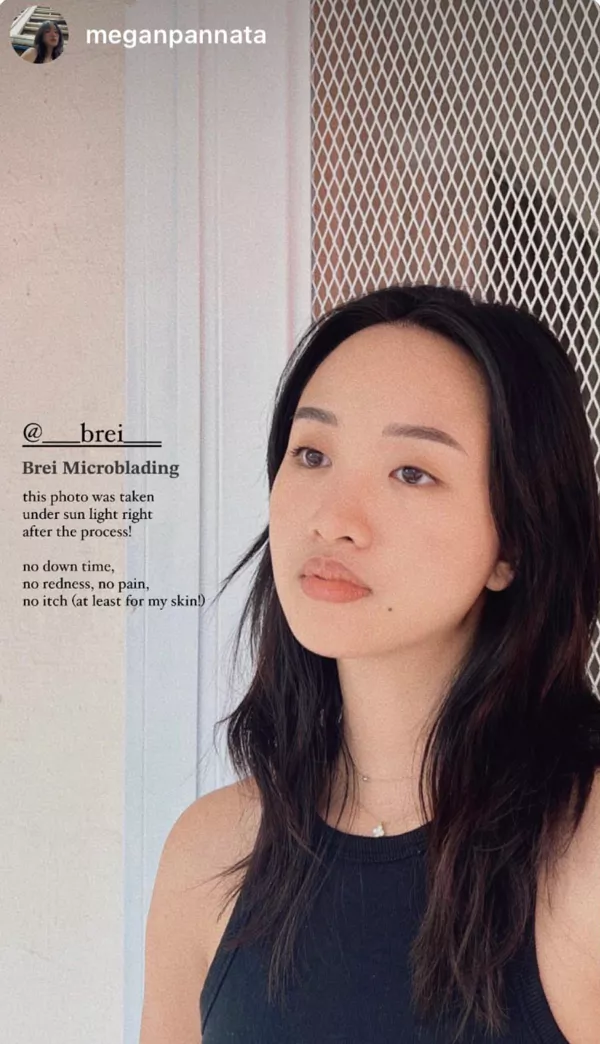 meganpannata
@___brei___
Brei Microblading
this photo was taken
under sun light right
after the process!
no down time,
no redness, no pain,
no itch (at least for my skin!)